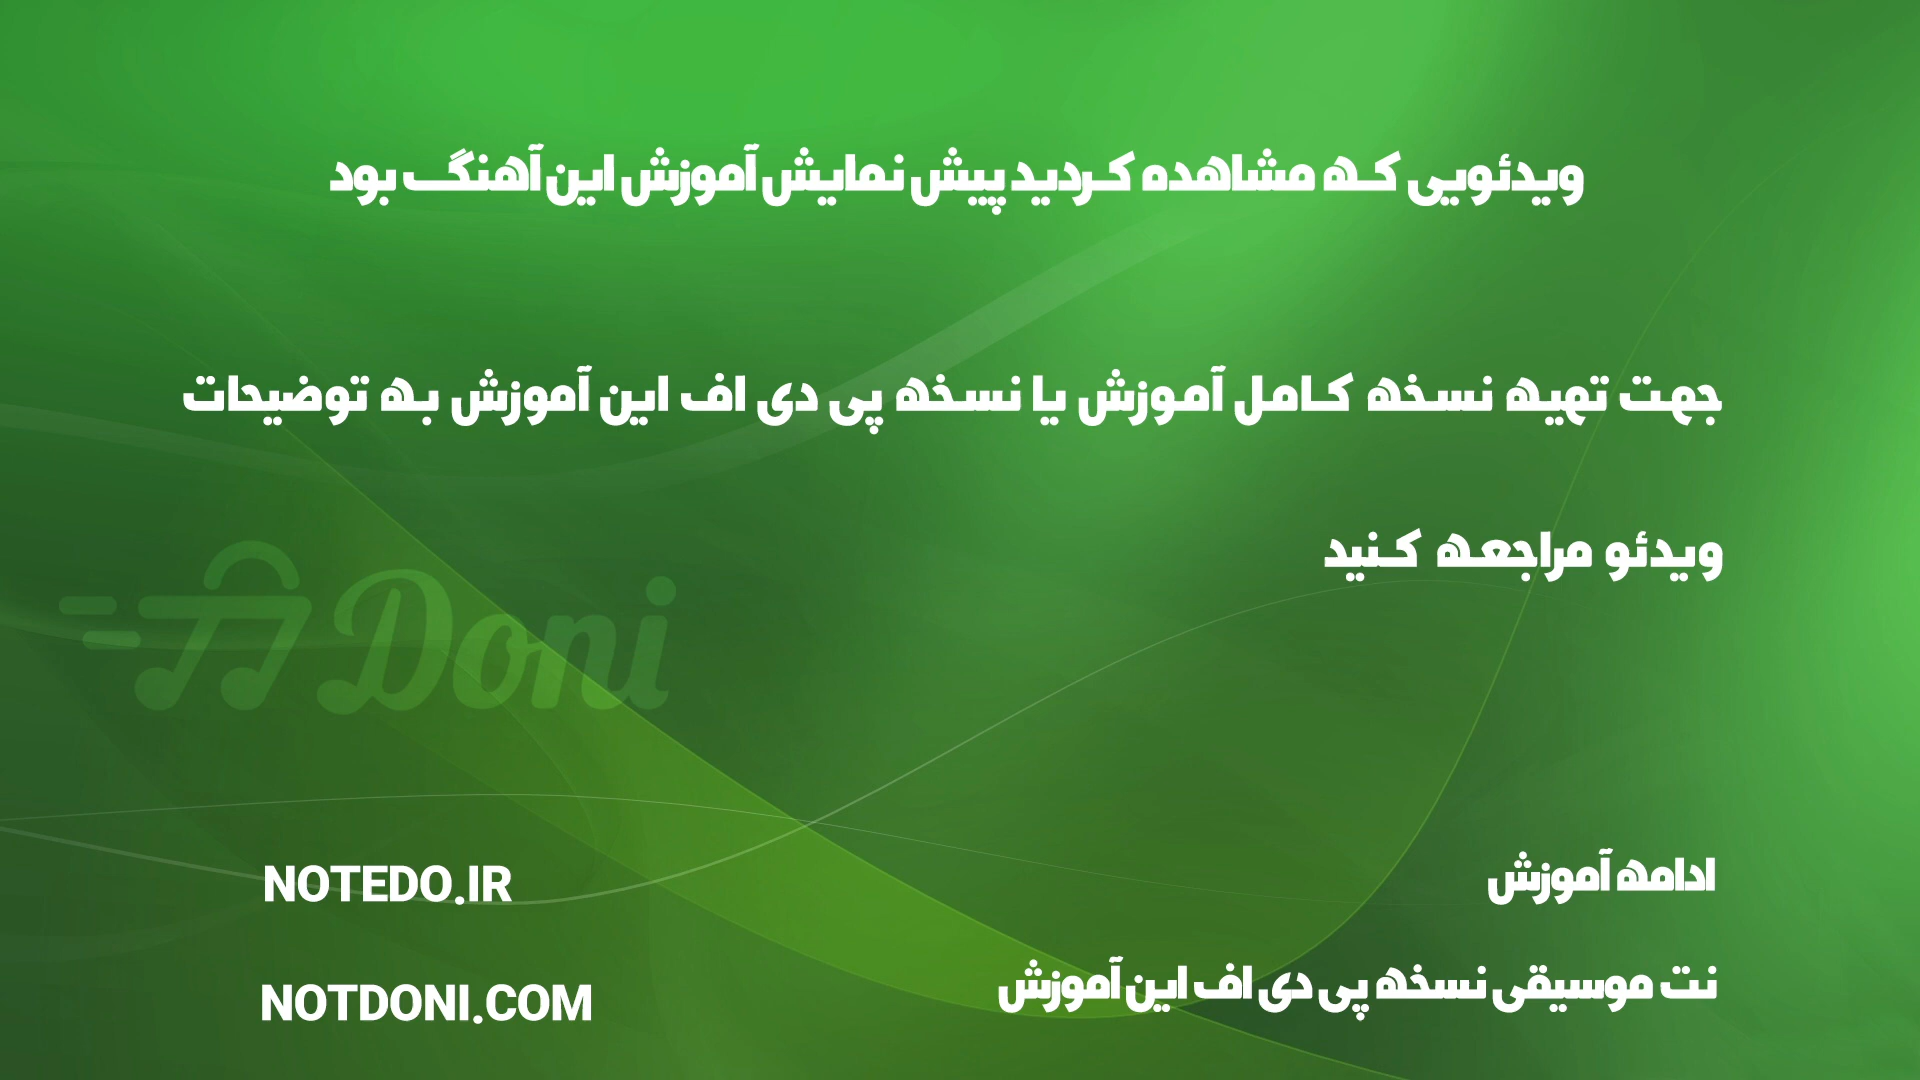 ویدئویی که مشاهده کردید پیش نمایش آموزش این آهنگ بود
جهت تهیه نسخه کامل آموزش یا نسخه پی دی اف این آموزش به توضیحات
ویدئو مراجعه کنید
Doni
ادامه آموزش
NOTEDO.IR
نت موسیقی نسخه پی دی اف این آموزش
NOTDONI.COM